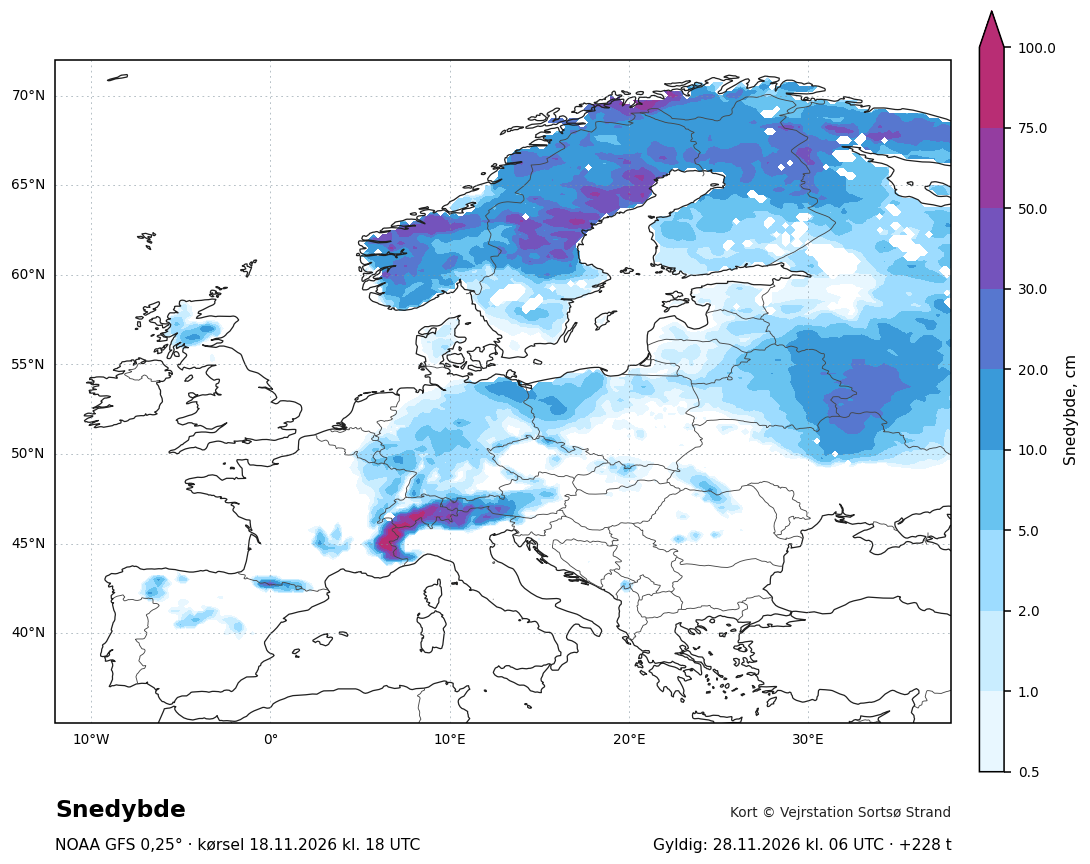 70°N
65°N
60°N
55°N
50°N
45°N
40°N
10°W
0°
10°E
20°E
30°E
100.0
75.0
50.0
30.0
20.0
10.0
5.0
2.0
1.0
0.5
Snedybde, cm
Snedybde
Kort © Vejrstation Sortsø Strand
NOAA GFS 0,25° · kørsel 18.11.2026 kl. 18 UTC
Gyldig: 28.11.2026 kl. 06 UTC · +228 t